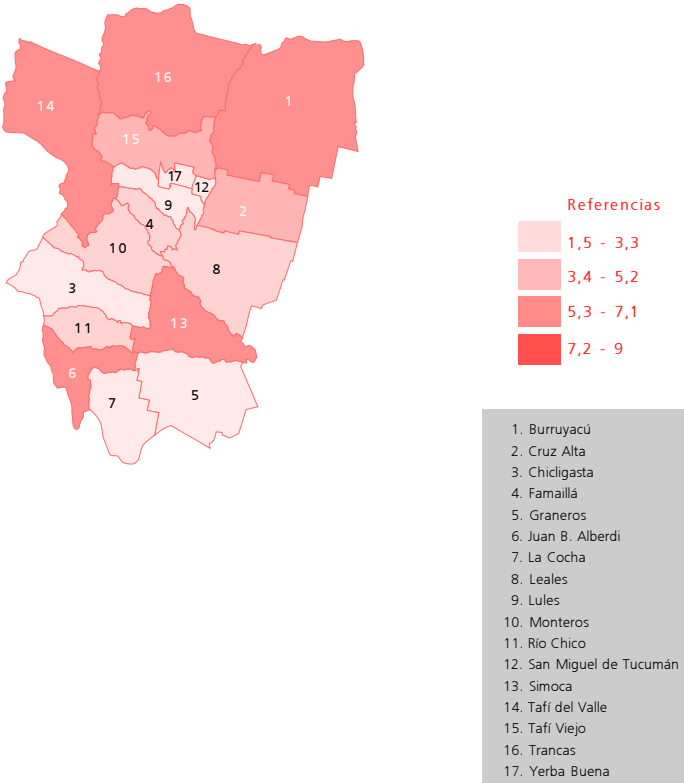 16
14
1
15
17
12
9
2
4
10
8
3
13
11
6
5
7
Referencias
1,5 - 3,3
3,4 - 5,2
5,3 - 7,1
7,2 - 9
1. Burruyacú
2. Cruz Alta
3. Chicligasta
4. Famaillá
5. Graneros
6. Juan B. Alberdi
7. La Cocha
8. Leales
9. Lules
10. Monteros
11. Río Chico
12. San Miguel de Tucumán
13. Simoca
14. Tafí del Valle
15. Tafí Viejo
16. Trancas
17. Yerba Buena